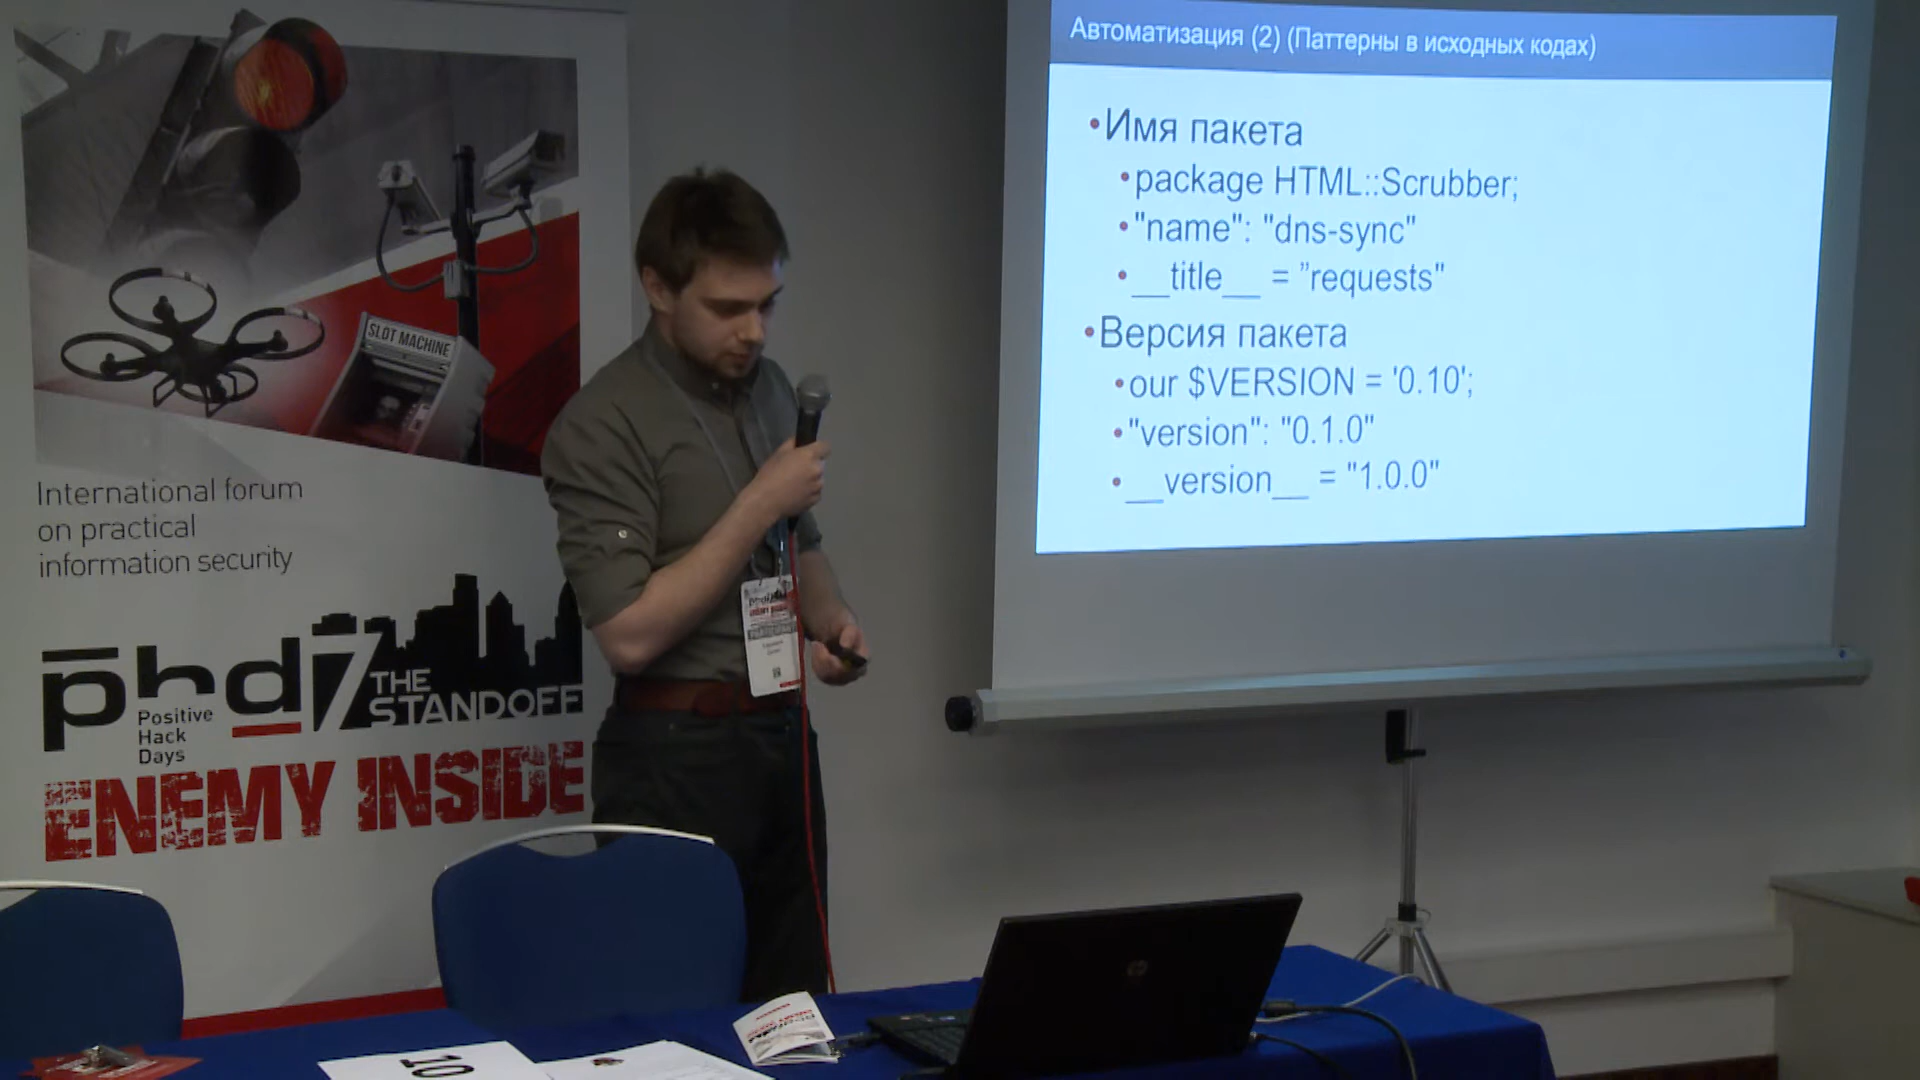 SLOT MACHINE
International forum
on practical
information security
phd7
Positive
Hack
Days
THE
STANDOFF
ENEMY INSIDE
Автоматизация (2) (Паттерны в исходных кодах)
•Имя пакета
•package HTML::Scrubber;
•"name": "dns-sync"
•__title__ = ”requests"
•Версия пакета
•our $VERSION = '0.10';
•"version": "0.1.0"
•__version__ = "1.0.0"
hp
10